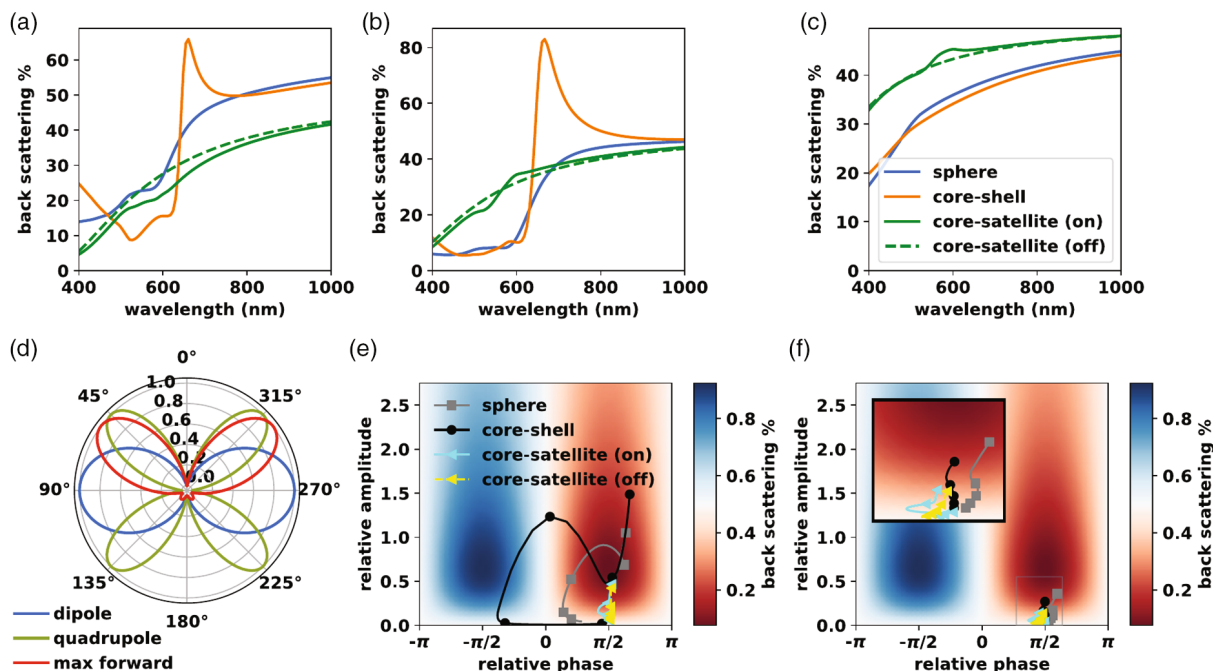 (a)
(b)
(c)
back scattering %
60
50
40
30
20
10
0
400
600
800
1000
wavelength (nm)
back scattering %
80
60
40
20
0
400
600
800
1000
wavelength (nm)
back scattering %
40
30
20
10
0
400
600
800
1000
wavelength (nm)
sphere
core-shell
core-satellite (on)
core-satellite (off)
(d)
0°
45°
315°
90°
270°
135°
225°
180°
1.0
0.8
0.6
0.4
0.2
0.0
dipole
quadrupole
max forward
(e)
relative amplitude
2.5
2.0
1.5
1.0
0.5
0.0
-π
-π/2
0
π/2
π
relative phase
sphere
core-shell
core-satellite (on)
core-satellite (off)
0.8
0.6
0.4
0.2
back scattering %
(f)
relative amplitude
2.5
2.0
1.5
1.0
0.5
0.0
-π
-π/2
0
π/2
π
relative phase
0.8
0.6
0.4
0.2
back scattering %